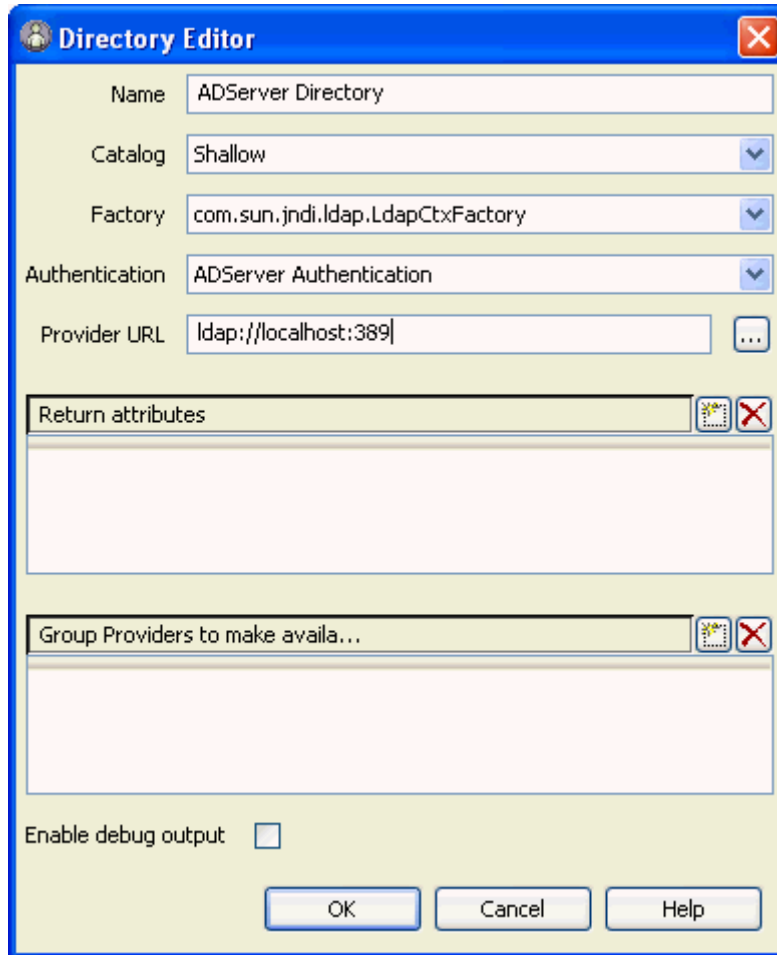 Directory Editor
Name ADServer Directory
Catalog Shallow
Factory com.sun.jndi.ldap.LdapCtxFactory
Authentication ADServer Authentication
Provider URL ldap://localhost:389 ...
Return attributes
Group Providers to make availa...
Enable debug output
OK Cancel Help